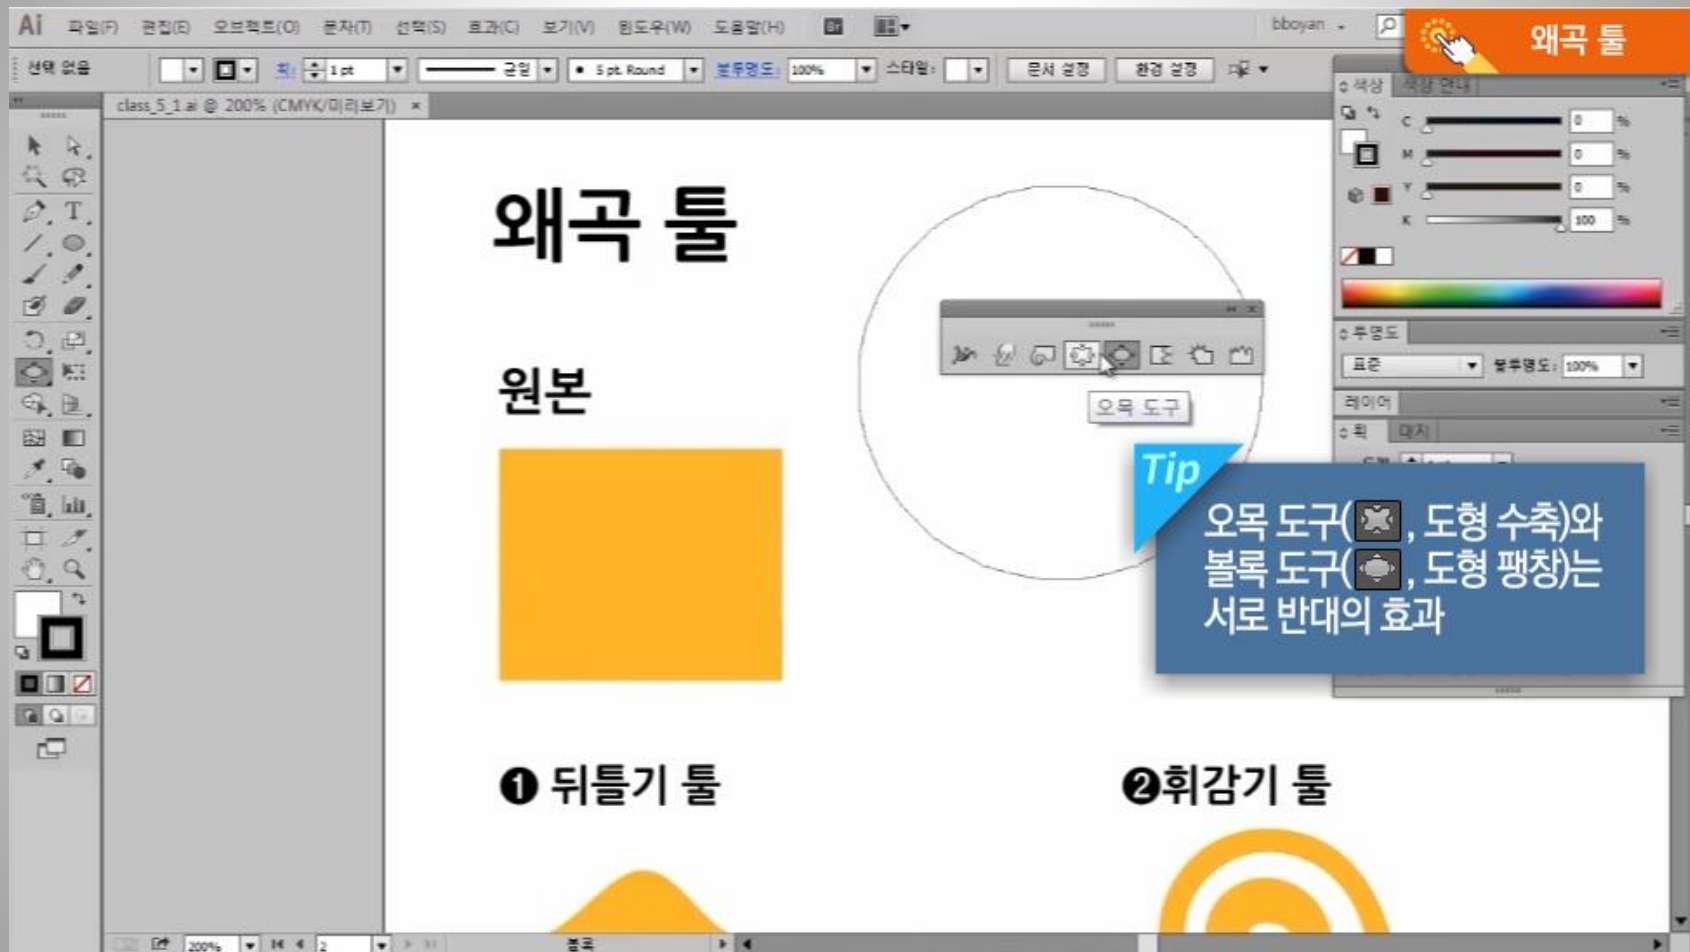 Ai 파일(F) 편집(E) 오브젝트(O) 문자(T) 선택(S) 효과(C) 보기(V) 윈도우(W) 도움말(H) Br bboyan
왜곡 툴
선택 없음 획: 1 pt 균일 5 pt. Round 불투명도: 100% 스타일: 문서 설정 환경 설정
색상 색상 안내
class_5_1.ai @ 200% (CMYK/미리보기) ×
C 0 %
M 0 %
Y 0 %
K 100 %
왜곡 툴
투명도
표준 불투명도: 100%
원본
오목 도구
레이어
획 대지
Tip
오목 도구( , 도형 수축)와
볼록 도구( , 도형 팽창)는
서로 반대의 효과
❶ 뒤틀기 툴
❷휘감기 툴
200% 2 볼록